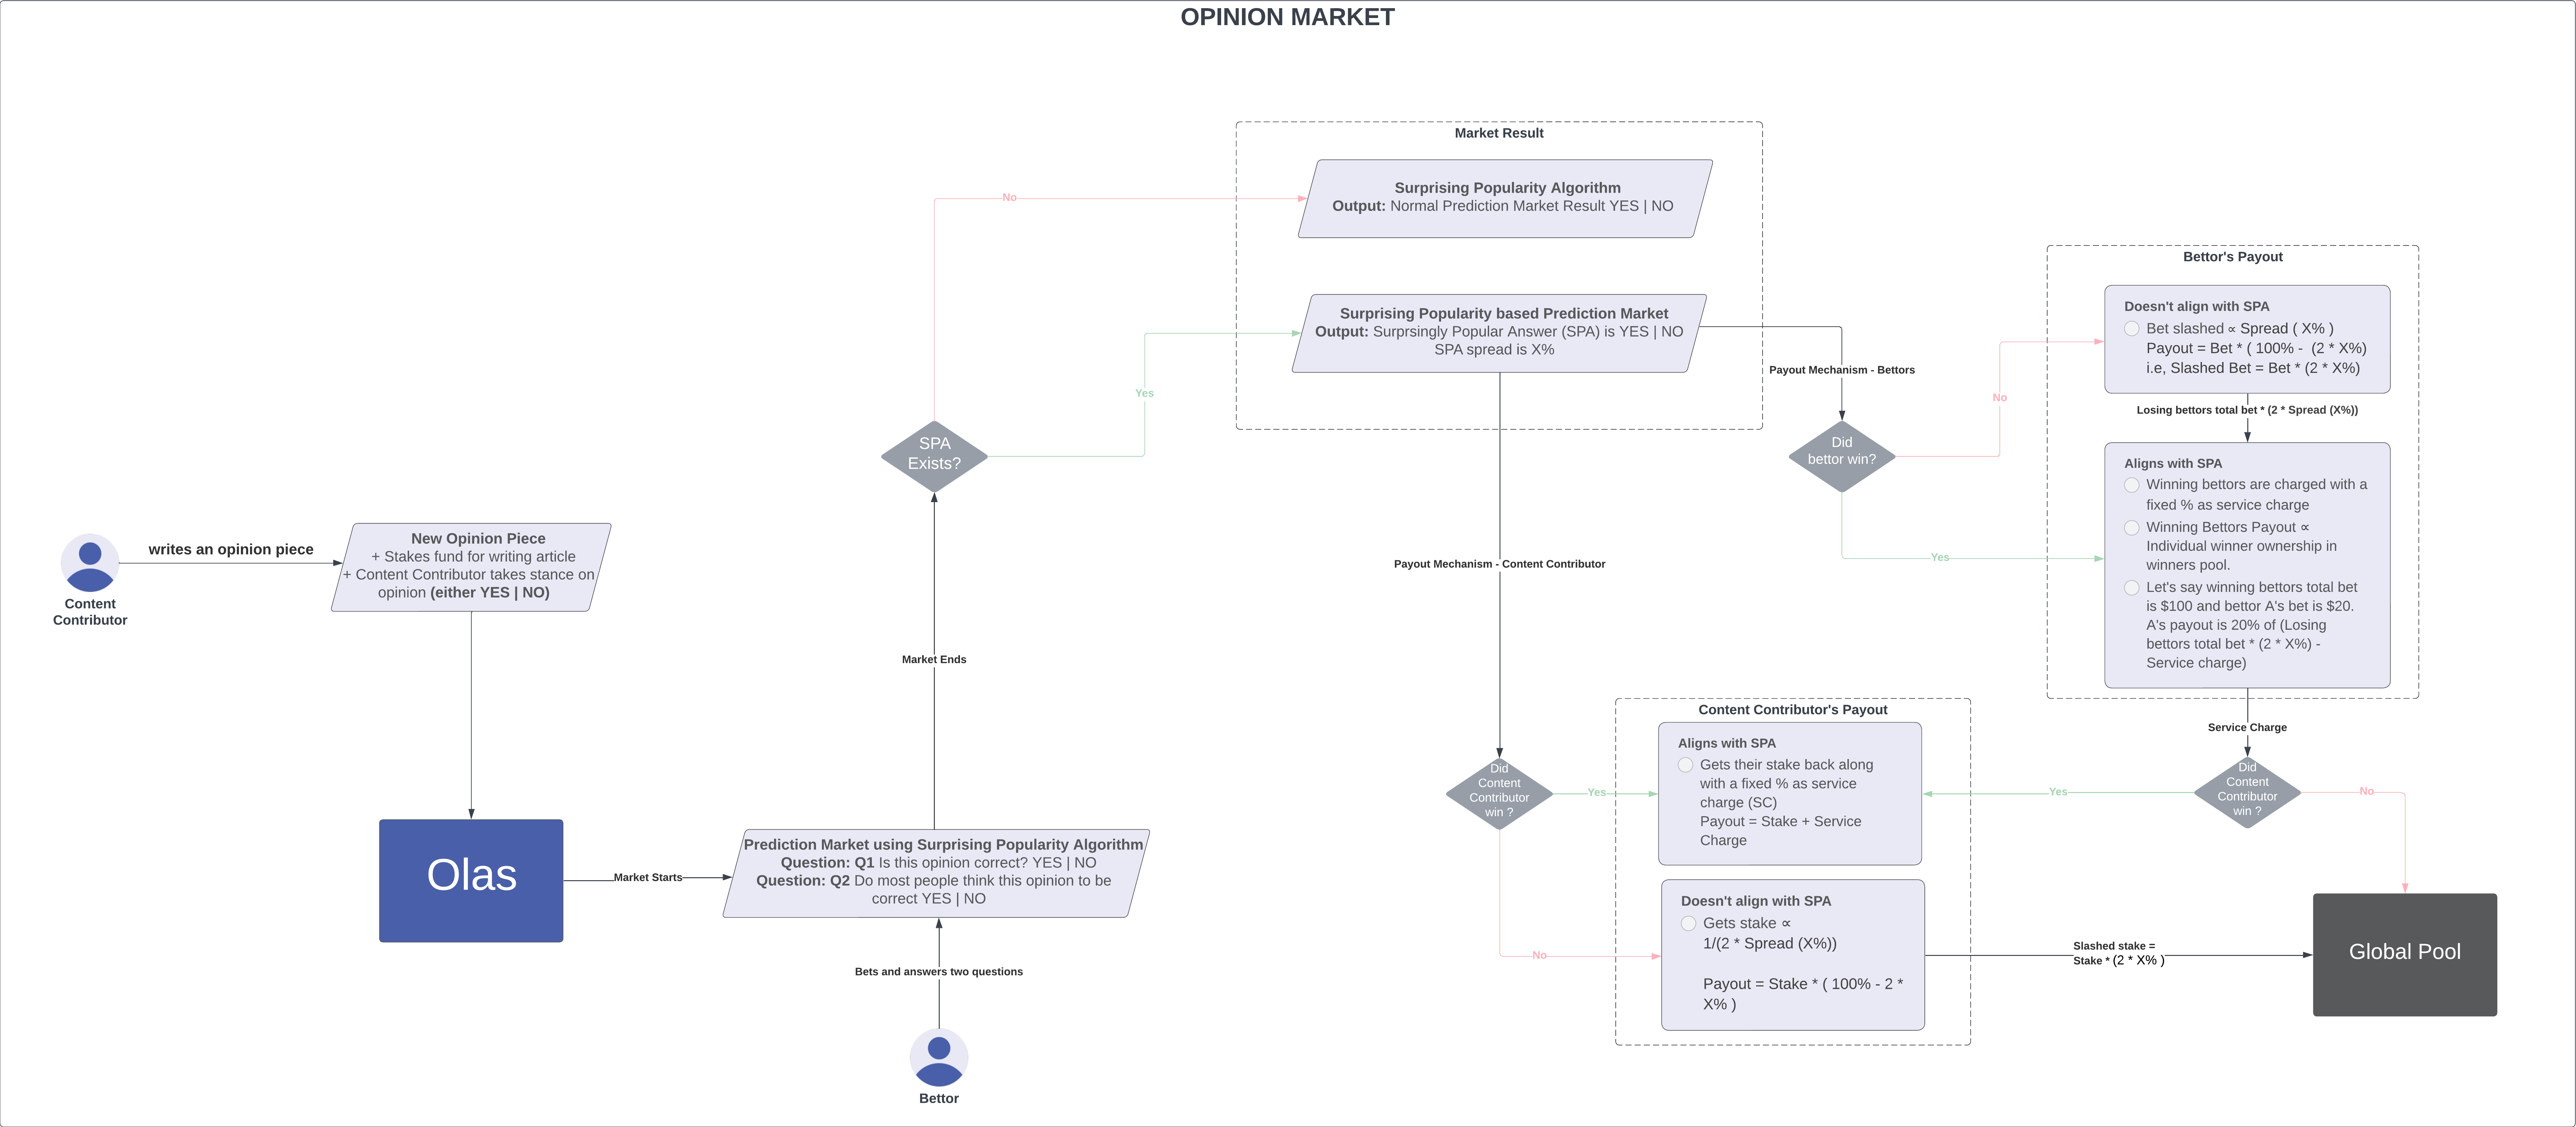 OPINION MARKET
Content
Contributor
writes an opinion piece
New Opinion Piece
+ Stakes fund for writing article
+ Content Contributor takes stance on
opinion (either YES | NO)
Olas
Market Starts
Prediction Market using Surprising Popularity Algorithm
Question: Q1 Is this opinion correct? YES | NO
Question: Q2 Do most people think this opinion to be
correct YES | NO
Bets and answers two questions
Bettor
Market Ends
SPA
Exists?
No
Yes
Market Result
Surprising Popularity Algorithm
Output: Normal Prediction Market Result YES | NO
Surprising Popularity based Prediction Market
Output: Surprsingly Popular Answer (SPA) is YES | NO
SPA spread is X%
Payout Mechanism - Bettors
Did
bettor win?
No
Yes
Bettor's Payout
Doesn't align with SPA
Bet slashed ∝ Spread ( X% )
Payout = Bet * ( 100% - (2 * X%)
i.e, Slashed Bet = Bet * (2 * X%)
Losing bettors total bet * (2 * Spread (X%))
Aligns with SPA
Winning bettors are charged with a
fixed % as service charge
Winning Bettors Payout ∝
Individual winner ownership in
winners pool.
Let's say winning bettors total bet
is $100 and bettor A's bet is $20.
A's payout is 20% of (Losing
bettors total bet * (2 * X%) -
Service charge)
Service Charge
Did
Content
Contributor
win ?
Yes
No
Payout Mechanism - Content Contributor
Did
Content
Contributor
win ?
Yes
No
Content Contributor's Payout
Aligns with SPA
Gets their stake back along
with a fixed % as service
charge (SC)
Payout = Stake + Service
Charge
Doesn't align with SPA
Gets stake ∝
1/(2 * Spread (X%))
Payout = Stake * ( 100% - 2 *
X% )
Slashed stake =
Stake * (2 * X% )
Global Pool